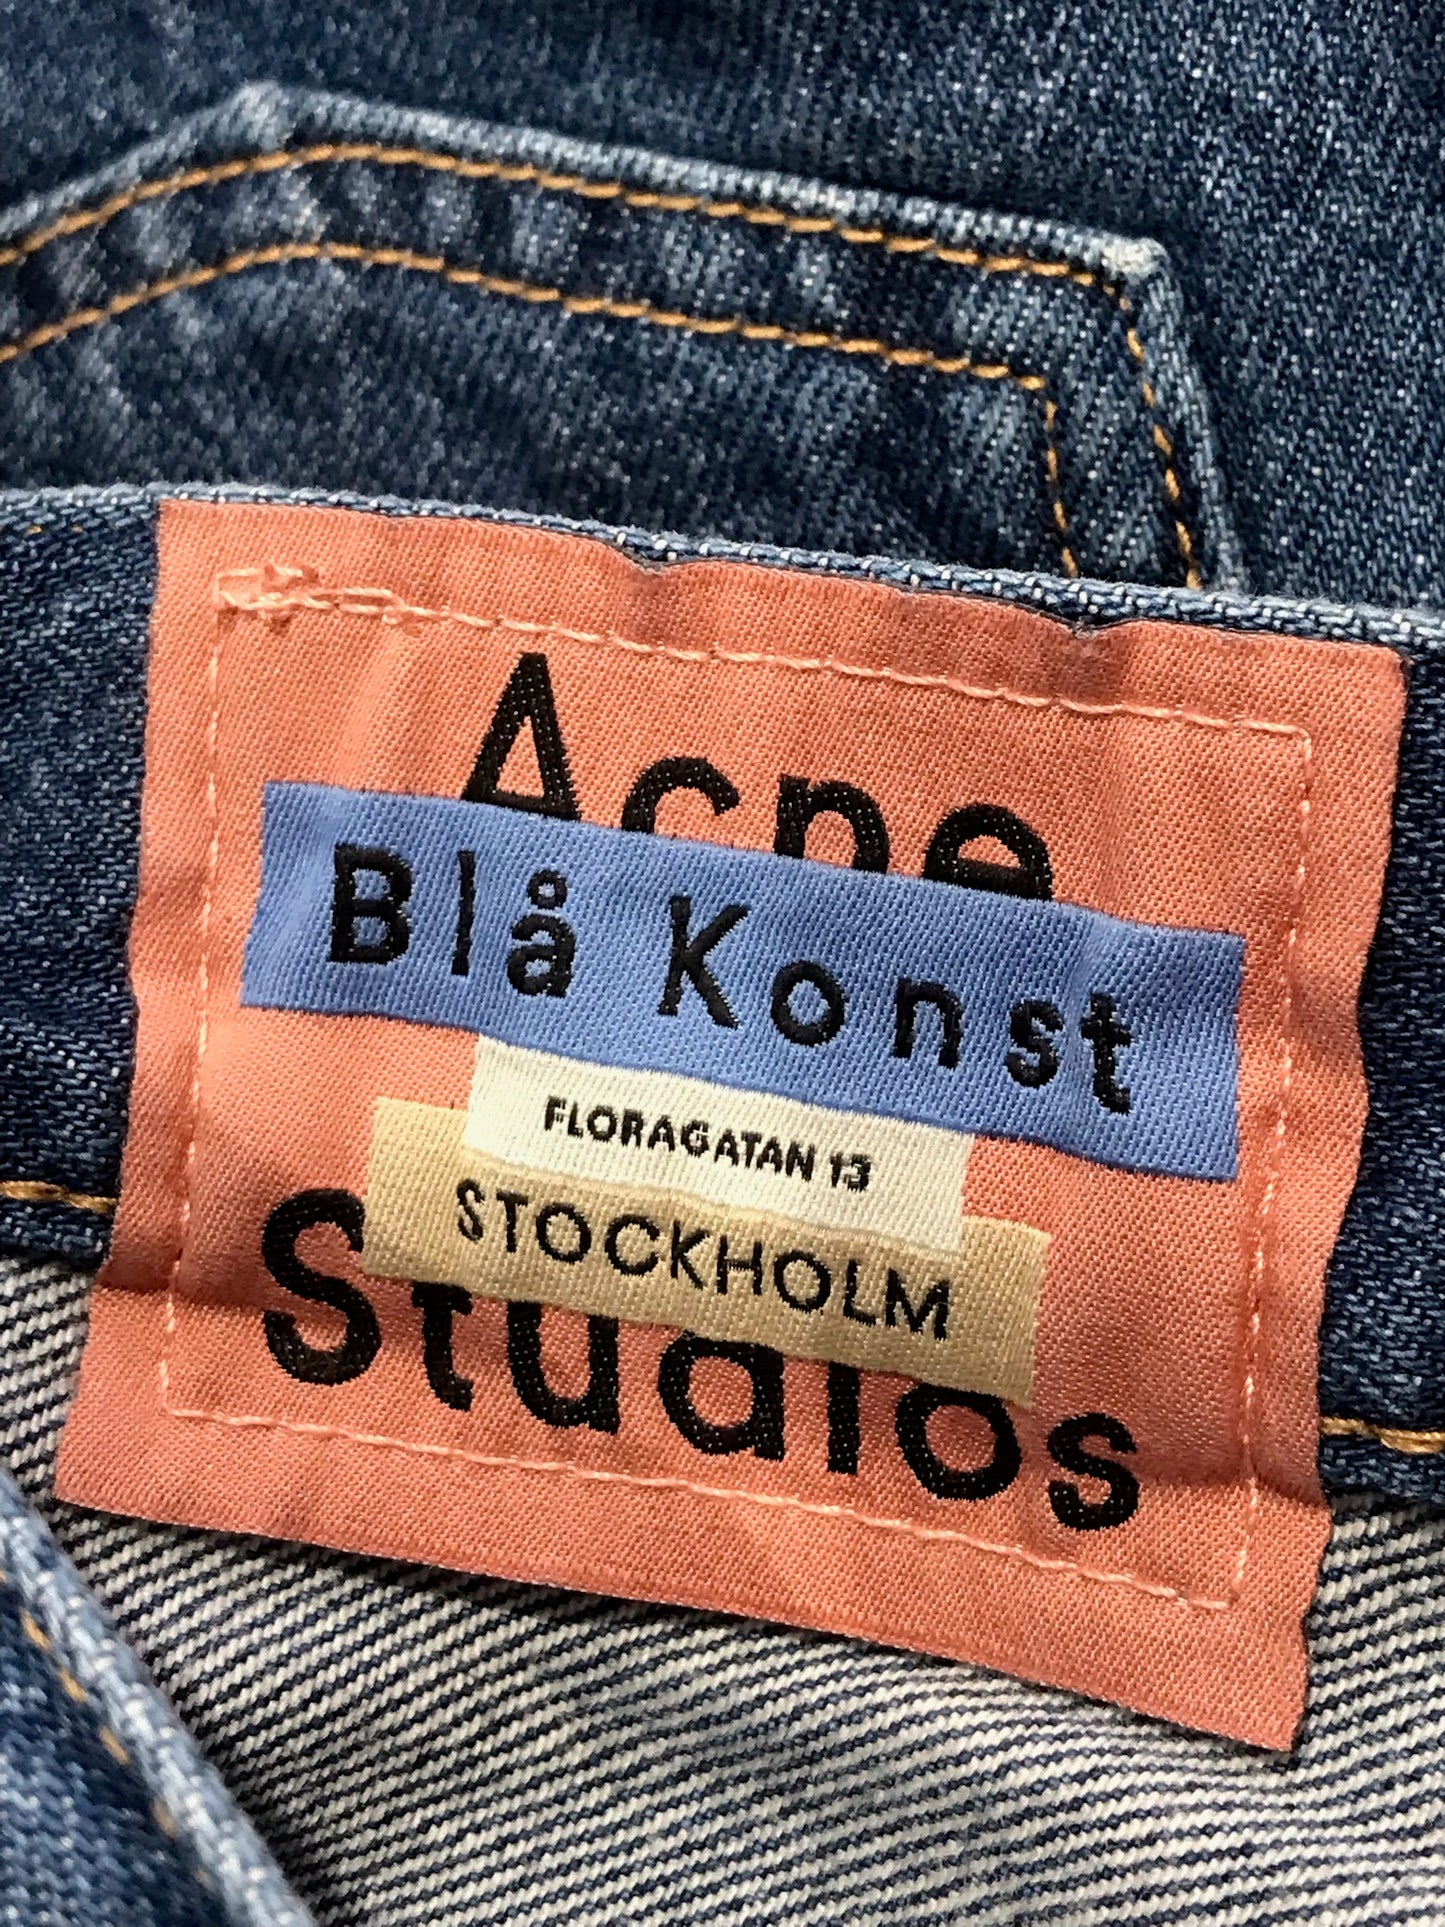 Acne
Blå Konst
FLORAGATAN 13
STOCKHOLM
Studios